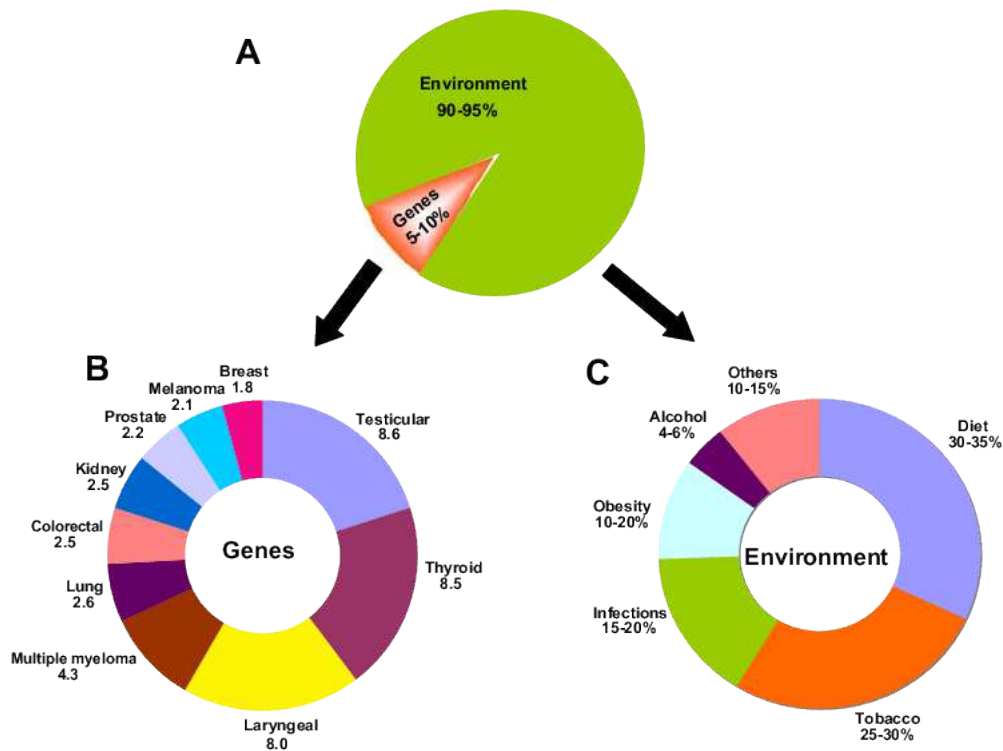 A
Environment
90-95%
Genes
5-10%
B
Breast
1.8
Melanoma
2.1
Prostate
2.2
Kidney
2.5
Colorectal
2.5
Lung
2.6
Multiple myeloma
4.3
Laryngeal
8.0
Thyroid
8.5
Testicular
8.6
Genes
C
Others
10-15%
Alcohol
4-6%
Obesity
10-20%
Infections
15-20%
Tobacco
25-30%
Diet
30-35%
Environment